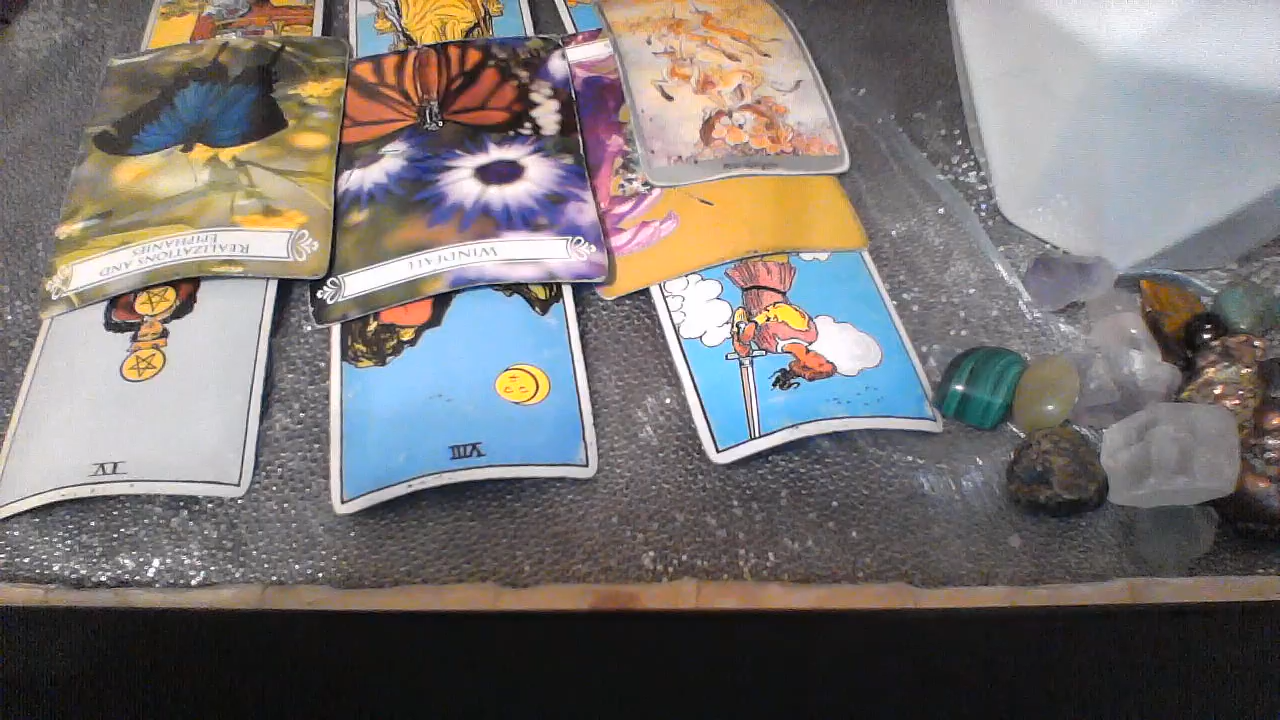 REALIZATIONS AND
EPIPHANIES
WINDFALL
IV
VIII